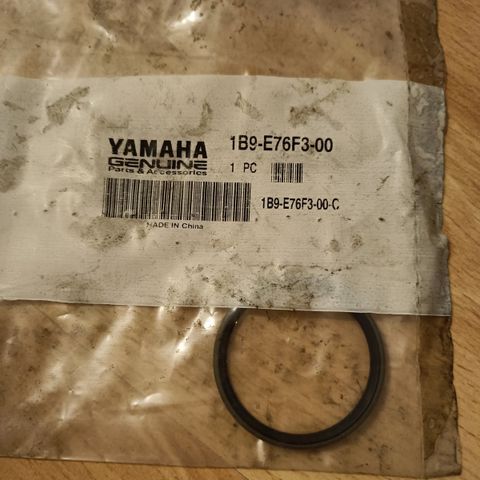 YAMAHA
GENUINE
Parts & Accessories
1B9-E76F3-00
1 PC
1B9-E76F3-00-C
MADE IN China